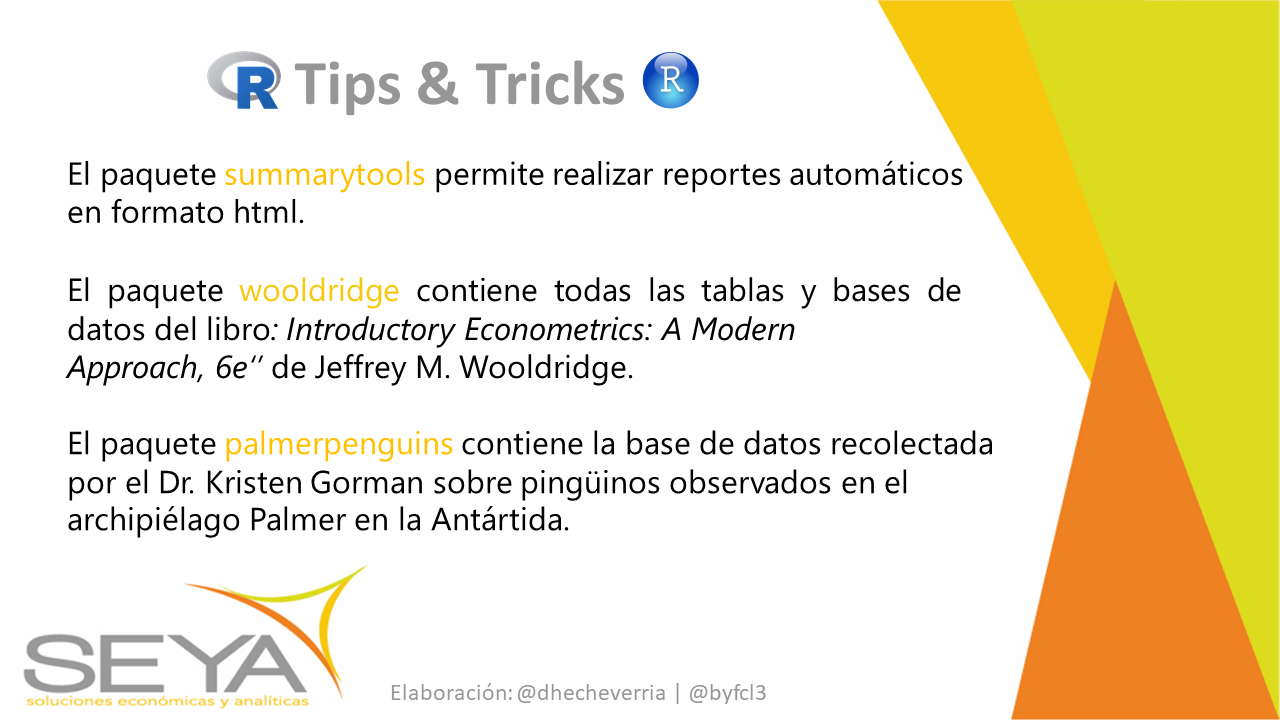 R Tips & Tricks R
El paquete summarytools permite realizar reportes automáticos
en formato html.
El paquete wooldridge contiene todas las tablas y bases de
datos del libro: Introductory Econometrics: A Modern
Approach, 6e’’ de Jeffrey M. Wooldridge.
El paquete palmerpenguins contiene la base de datos recolectada
por el Dr. Kristen Gorman sobre pingüinos observados en el
archipiélago Palmer en la Antártida.
SEYA
soluciones económicas y analíticas
Elaboración: @dhecheverria | @byfcl3